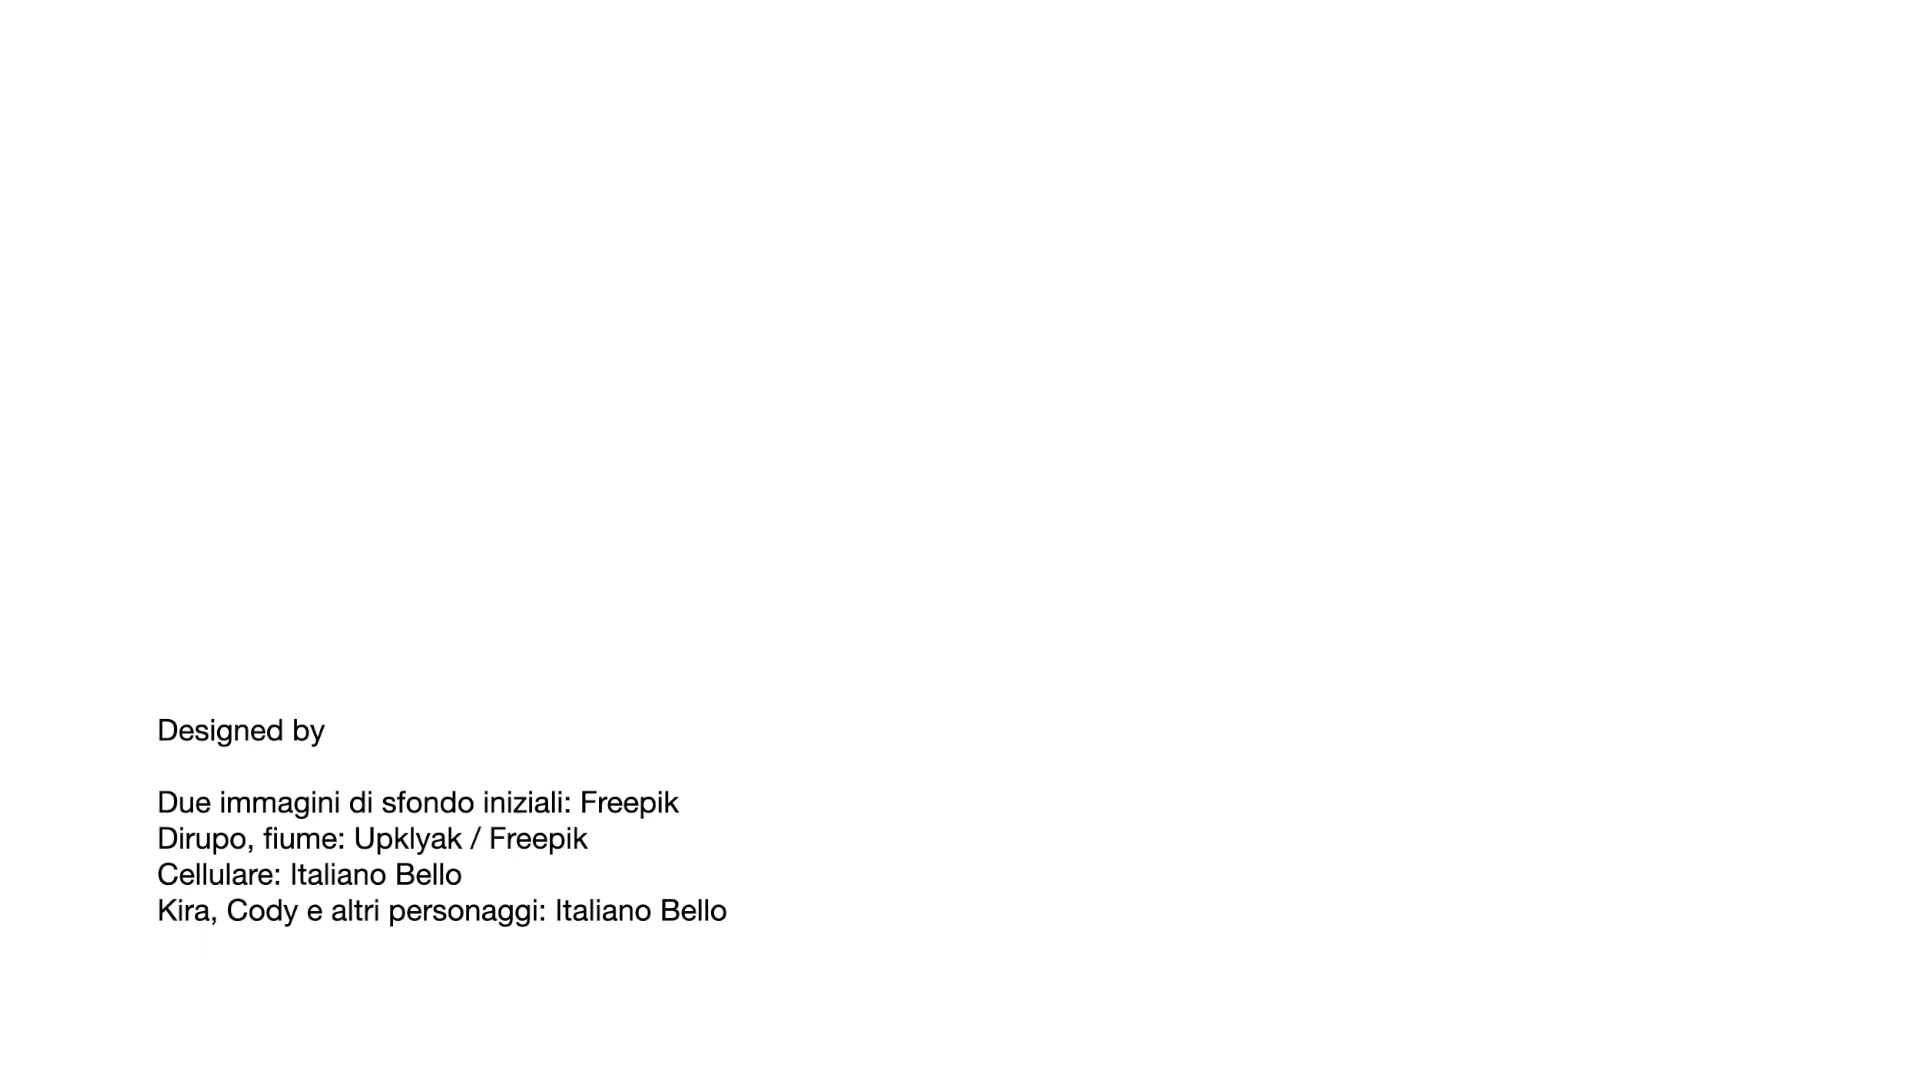 Designed by
Due immagini di sfondo iniziali: Freepik
Dirupo, fiume: Upklyak / Freepik
Cellulare: Italiano Bello
Kira, Cody e altri personaggi: Italiano Bello